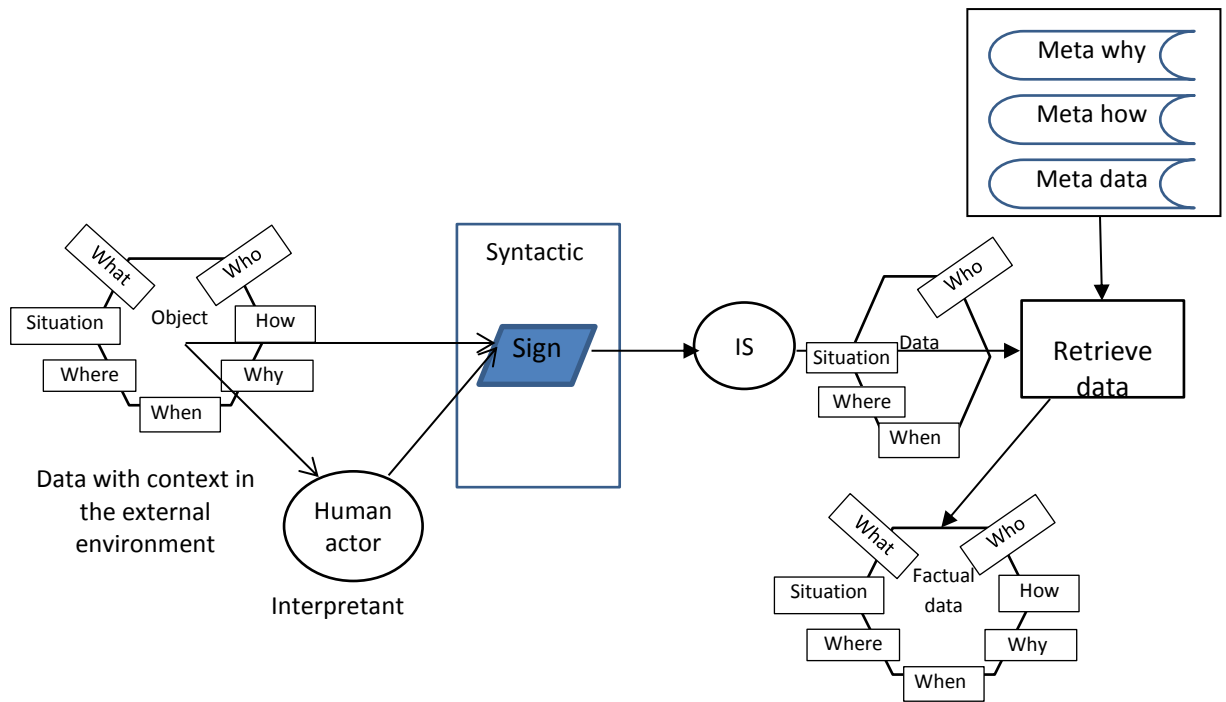 Meta why
Meta how
Meta data
What
Who
Situation
Object
How
Where
Why
When
Data with context in
the external
environment
Human
actor
Interpretant
Syntactic
Sign
IS
Who
Situation
Data
Where
When
Retrieve
data
What
Who
Factual
data
Situation
How
Where
Why
When